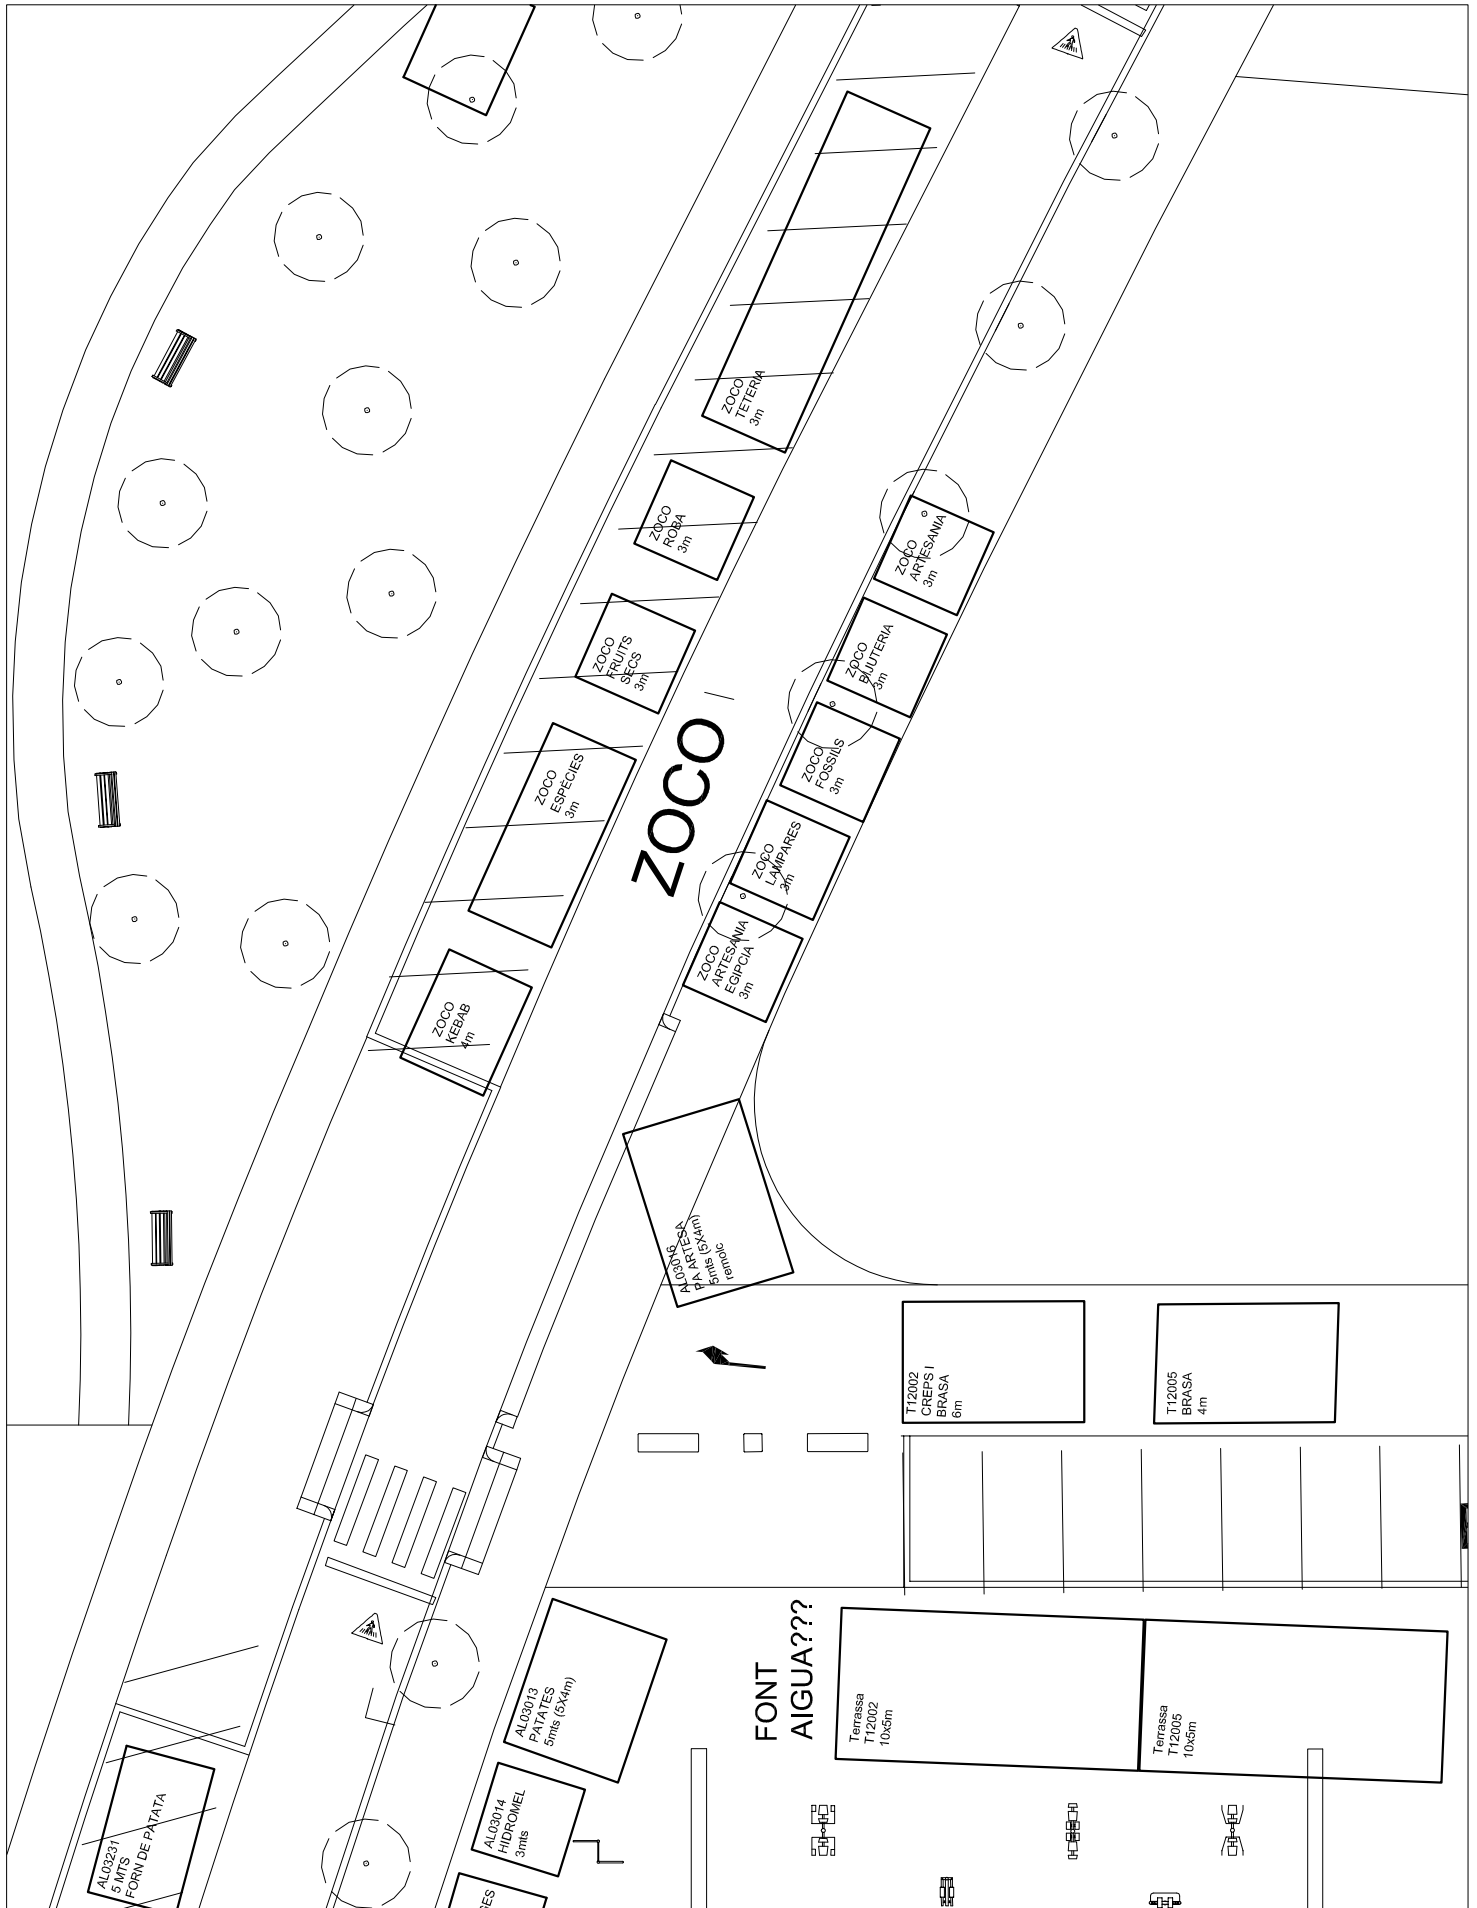 ZOCO
TETERIA
3m
ZOCO
ROBA
3m
ZOCO
ARTESANIA
3m
ZOCO
FRUITS
SECS
3m
ZOCO
BIJUTERIA
3m
ZOCO
ESPÈCIES
3m
ZOCO
ZOCO
FOSSILS
3m
ZOCO
LAMPARES
3m
ZOCO
ARTESANIA
EGIPCIA
3m
ZOCO
KEBAB
4m
AL03016
PA ARTESÀ
5mts (5X4m)
remolc
T12002
CREPS I
BRASA
6m
T12005
BRASA
4m
FONT
AIGUA???
AL03013
PATATES
5mts (5X4m)
Terrassa
T12002
10x5m
Terrassa
T12005
10x5m
AL03014
HIDROMEL
3mts
AL03231
5 MTS
FORN DE PATATA